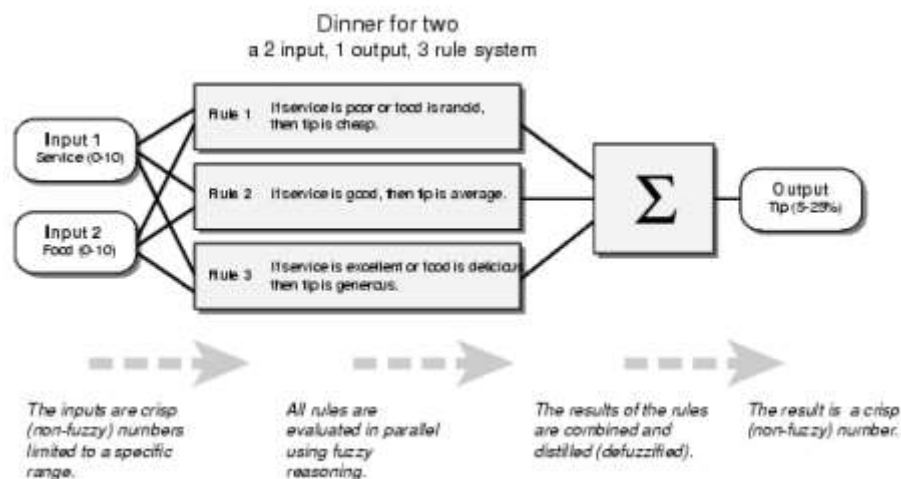 Dinner for two
a 2 input, 1 output, 3 rule system
Input 1
Service (0-10)
Input 2
Food (0-10)
Rule 1
If service is poor or food is rancid,
then tip is cheap.
Rule 2
If service is good, then tip is average.
Rule 3
If service is excellent or food is delicious,
then tip is generous.
Σ
Output
Tip (5-25%)
The inputs are crisp
(non-fuzzy) numbers
limited to a specific
range.
All rules are
evaluated in parallel
using fuzzy
reasoning.
The results of the rules
are combined and
distilled (defuzzified).
The result is a crisp
(non-fuzzy) number.